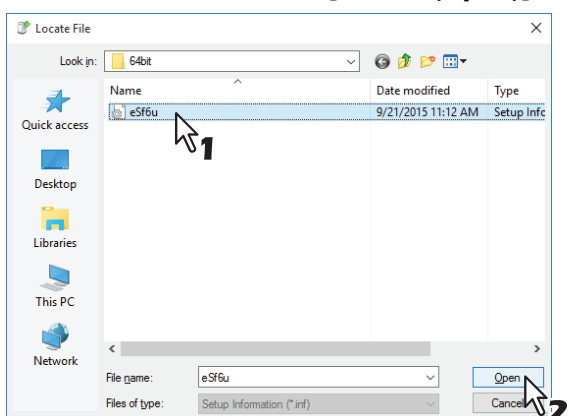 Locate File
Look in: 64bit
Name Date modified Type
eSf6u 9/21/2015 11:12 AM Setup Info
1
Quick access
Desktop
Libraries
This PC
Network
File name: eSf6u Open
Files of type: Setup Information (*.inf) Cancel
2